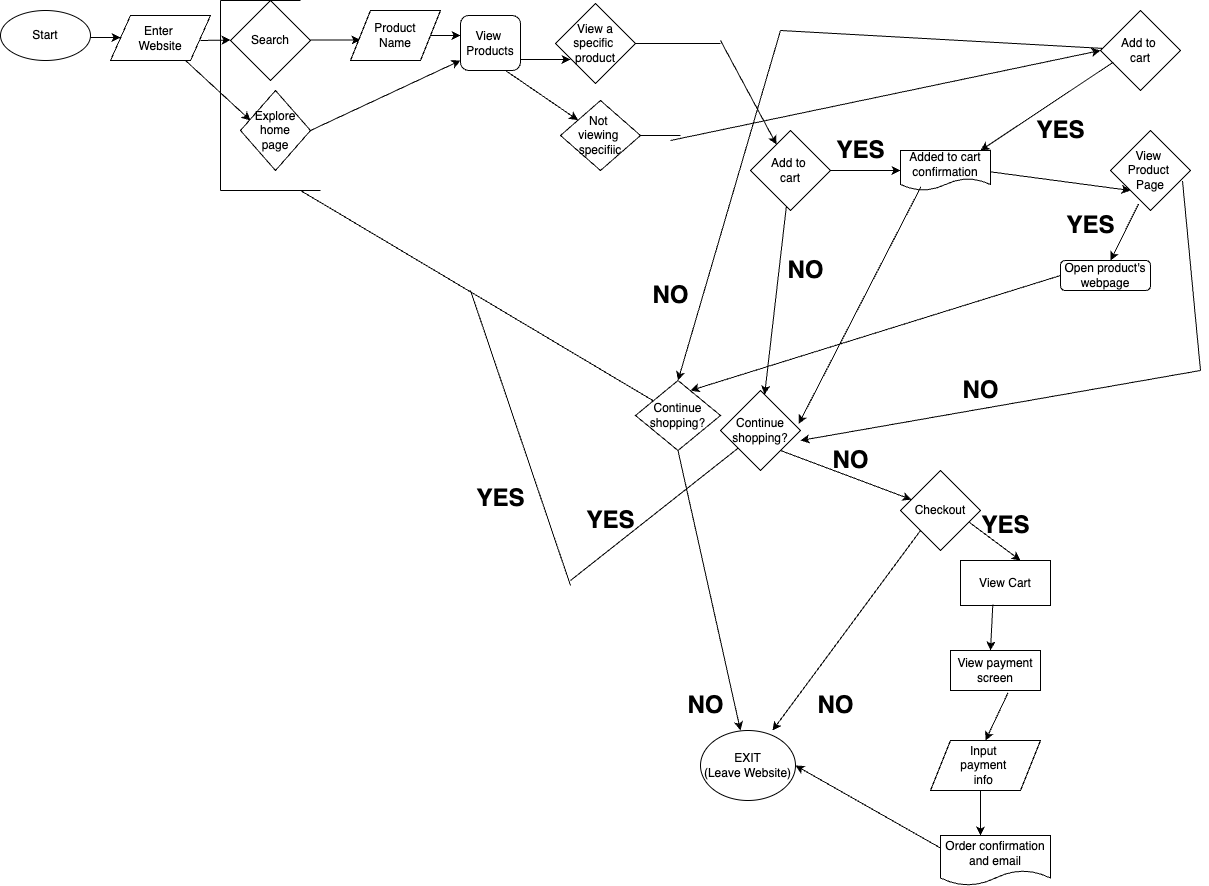 Start
Enter
Website
Search
Product
Name
View
Products
View a
specific
product
Add to
cart
Explore
home
page
Not
viewing
specifiic
YES
YES
Add to
cart
Added to cart
confirmation
View
Product
Page
YES
Open product's
webpage
NO
NO
NO
Continue
shopping?
Continue
shopping?
NO
YES
YES
Checkout
YES
View Cart
View payment
screen
NO
NO
EXIT
(Leave Website)
Input
payment
info
Order confirmation
and email